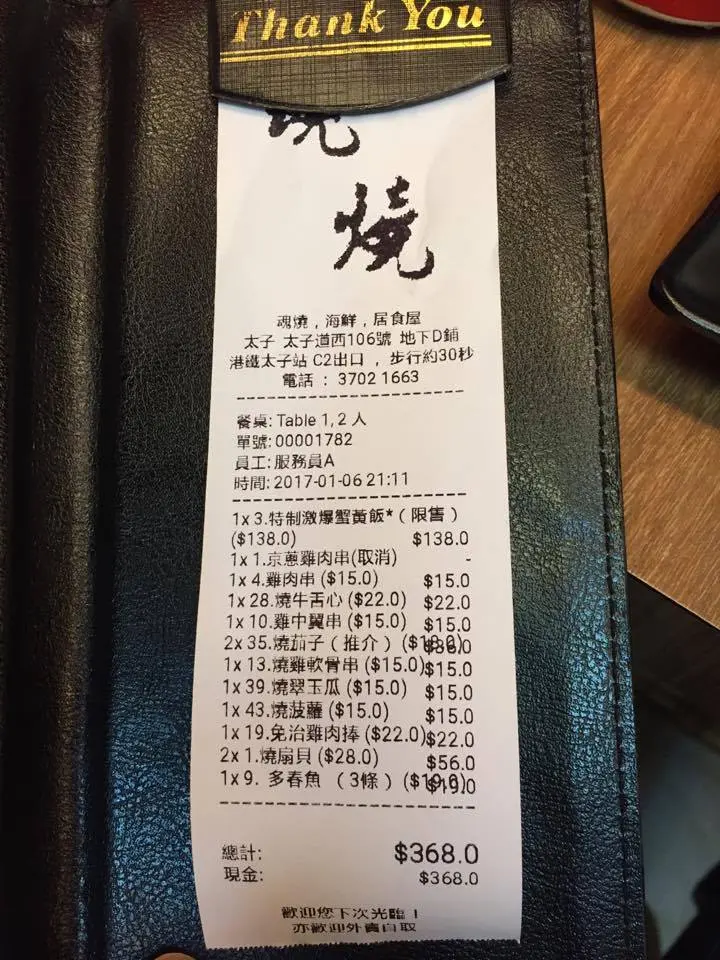 Thank You
燒
魂燒，海鮮，居食屋
太子 太子道西106號 地下D鋪
港鐵太子站 C2出口 ， 步行約30秒
電話 : 3702 1663
餐桌: Table 1, 2 人
單號: 00001782
員工: 服務員A
時間: 2017-01-06 21:11
1x 3.特制激爆蟹黃飯* ( 限售 )
($138.0) $138.0
1x 1.京蔥雞肉串(取消) -
1x 4.雞肉串 ($15.0) $15.0
1x 28.燒牛舌心 ($22.0) $22.0
1x 10.雞中翼串 ($15.0) $15.0
2x 35.燒茄子 ( 推介 ) ($18.0) $36.0
1x 13.燒雞軟骨串 ($15.0) $15.0
1x 39.燒翠玉瓜 ($15.0) $15.0
1x 43.燒菠蘿 ($15.0) $15.0
1x 19.免治雞肉捧 ($22.0) $22.0
2x 1.燒扇貝 ($28.0) $56.0
1x 9. 多春魚 ( 3條 ) ($19.0) $19.0
總計: $368.0
現金: $368.0
歡迎您下次光臨！
亦歡迎外賣自取